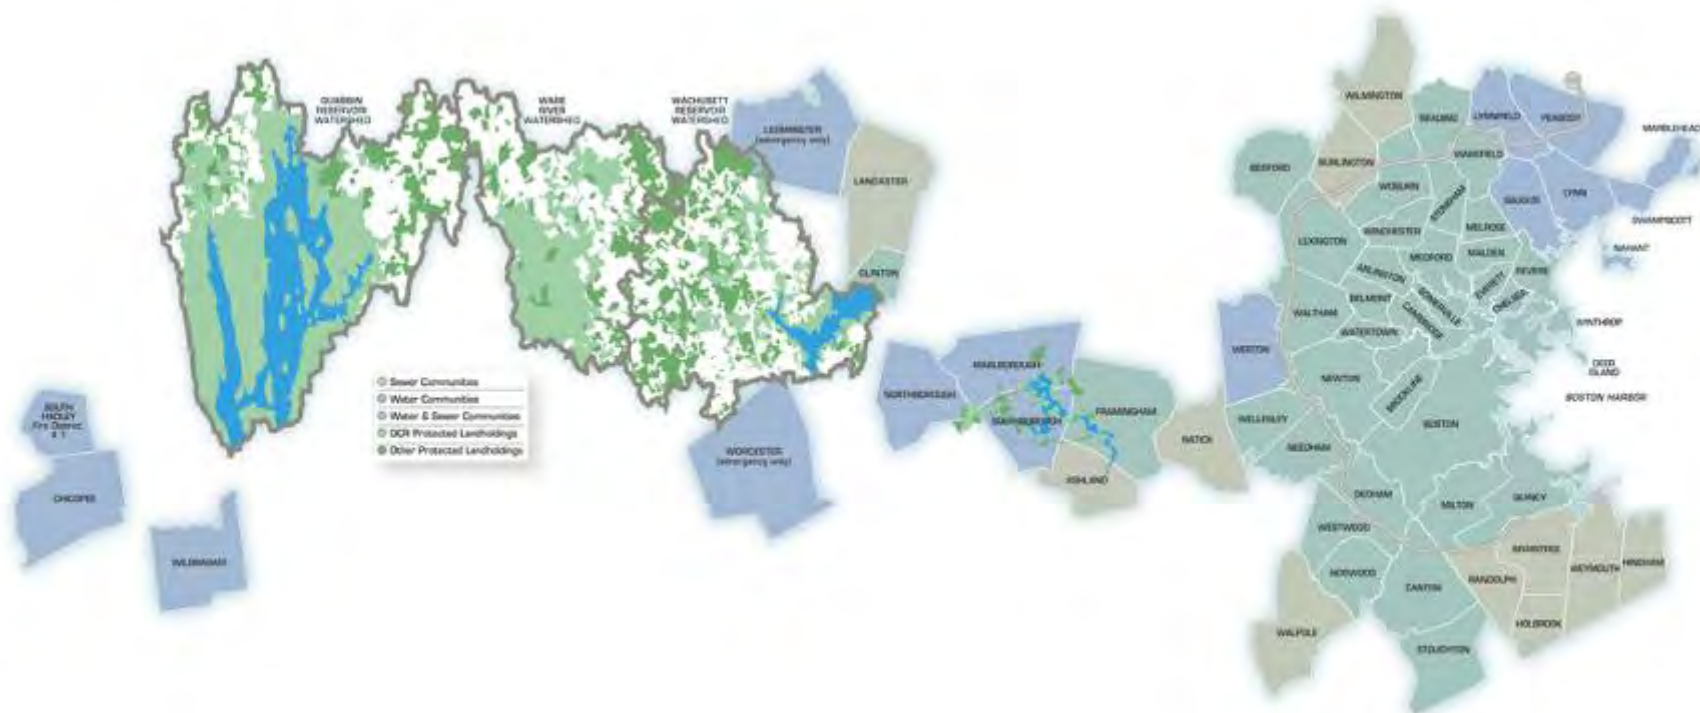 QUABBIN
RESERVOIR
WATERSHED
WARE
RIVER
WATERSHED
WACHUSETT
RESERVOIR
WATERSHED
LEOMINSTER
(emergency only)
LANCASTER
CLINTON
Sewer Communities
Water Communities
Water & Sewer Communities
DCR Protected Landholdings
Other Protected Landholdings
SOUTH
HADLEY
Fire District
# 1
CHICOPEE
WILBRAHAM
WORCESTER
(emergency only)
NORTHBOROUGH
MARLBOROUGH
SOUTHBOROUGH
FRAMINGHAM
ASHLAND
NATICK
WESTON
WILMINGTON
BURLINGTON
BEDFORD
READING
LYNNFIELD
PEABODY
MARBLEHEAD
WAKEFIELD
WOBURN
STONEHAM
SAUGUS
LYNN
SWAMPSCOTT
NAHANT
LEXINGTON
WINCHESTER
MELROSE
MEDFORD
MALDEN
REVERE
ARLINGTON
EVERETT
CHELSEA
BELMONT
SOMERVILLE
CAMBRIDGE
WALTHAM
WATERTOWN
WINTHROP
DEER
ISLAND
BOSTON HARBOR
NEWTON
BROOKLINE
BOSTON
WELLESLEY
NEEDHAM
DEDHAM
MILTON
QUINCY
WESTWOOD
NORWOOD
CANTON
BRAINTREE
RANDOLPH
WEYMOUTH
HINGHAM
HOLBROOK
WALPOLE
STOUGHTON